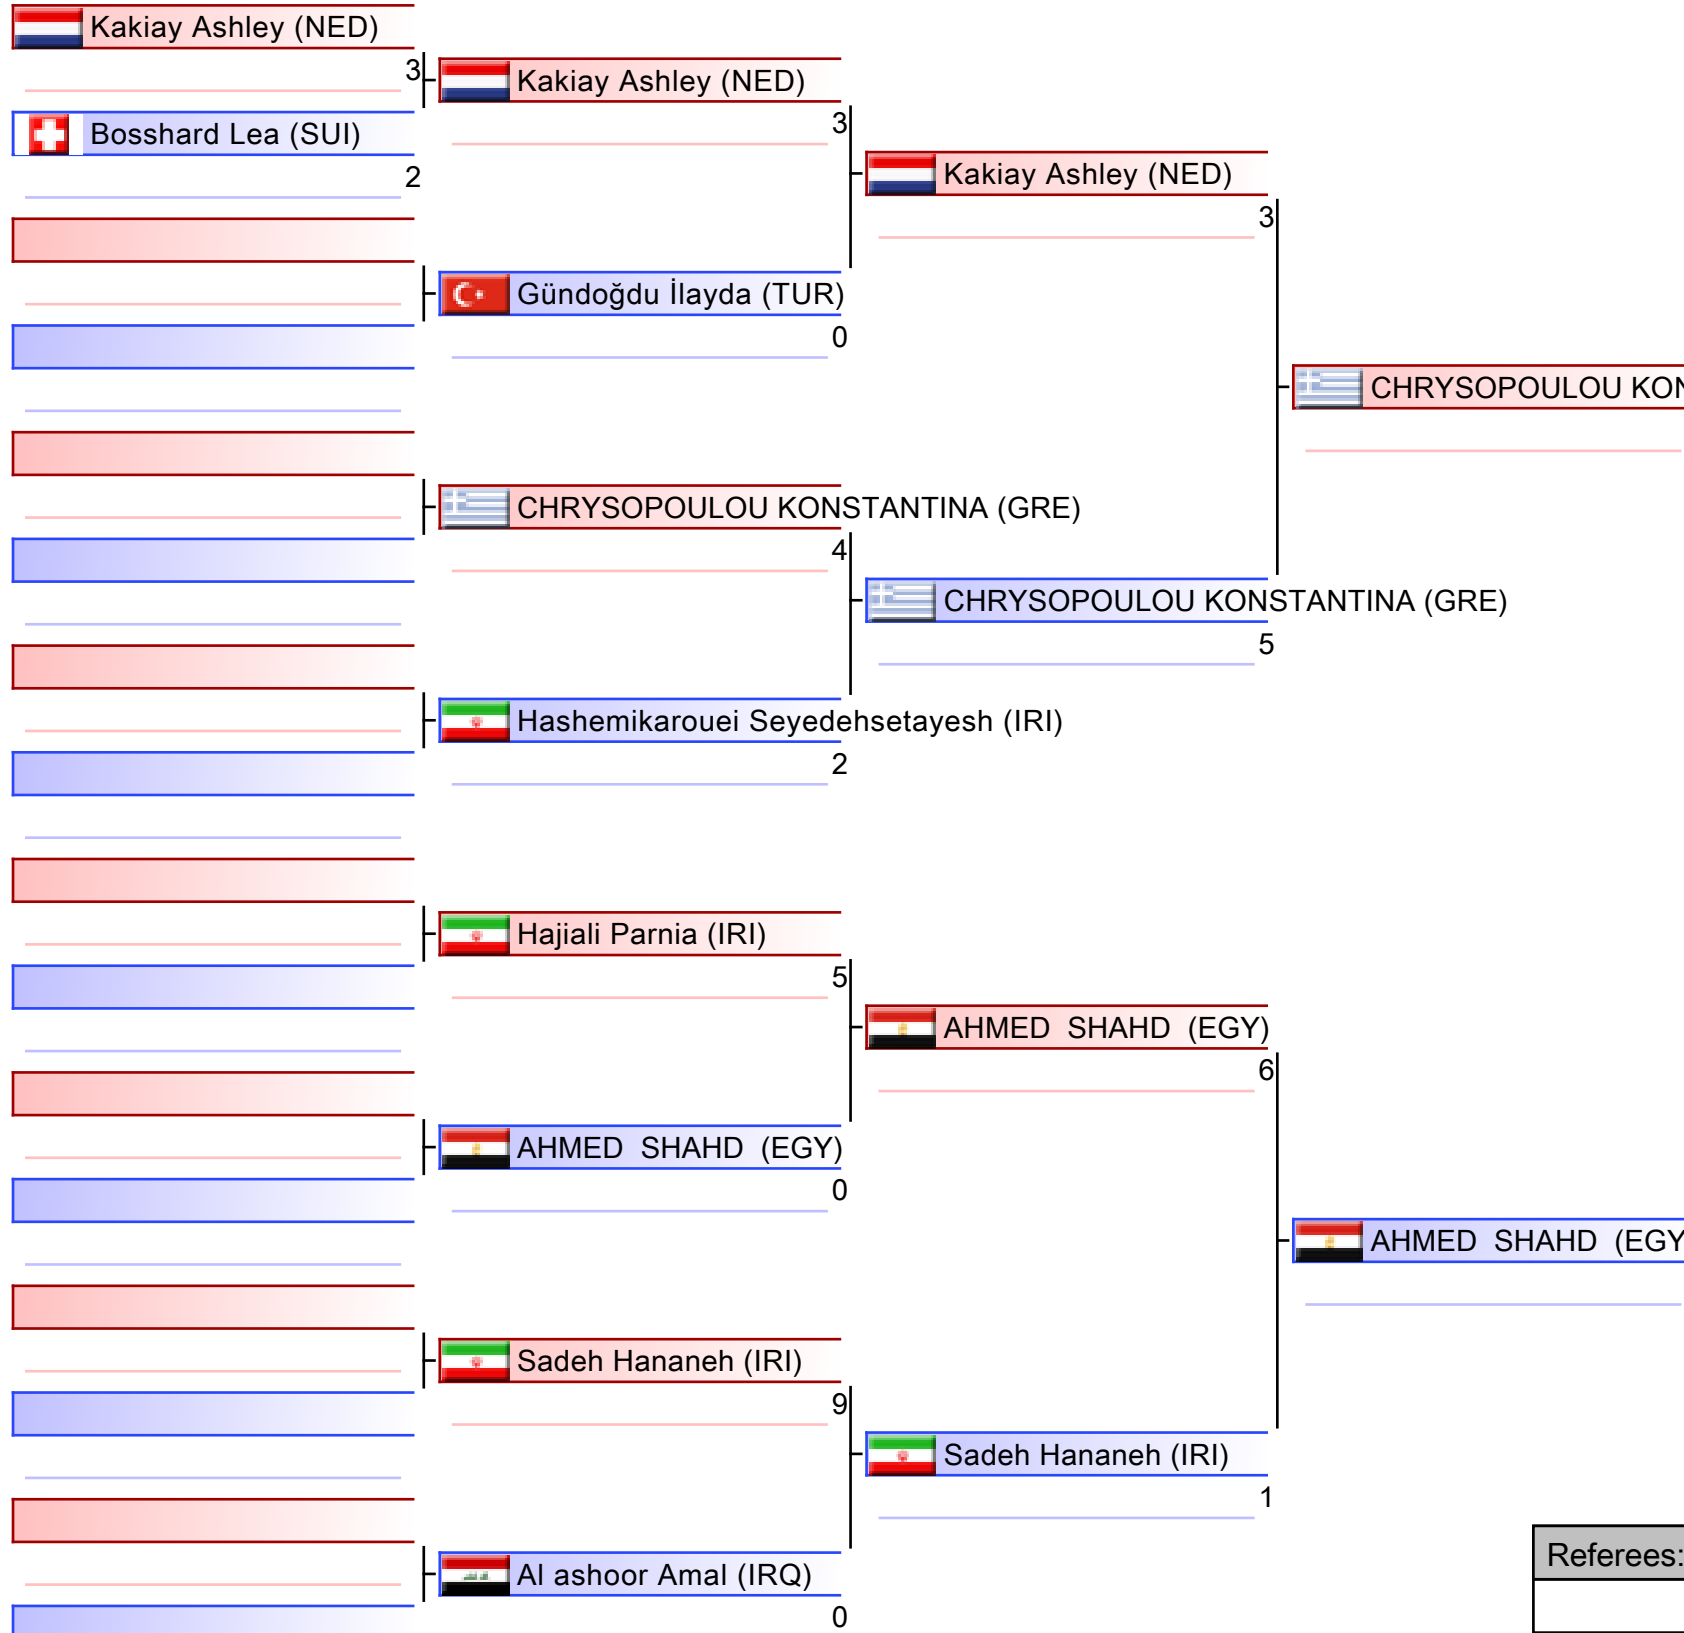 Kakiay Ashley (NED)
3
Bosshard Lea (SUI)
2
Kakiay Ashley (NED)
3
Gündoğdu İlayda (TUR)
0
CHRYSOPOULOU KONSTANTINA (GRE)
4
Hashemikarouei Seyedehsetayesh (IRI)
2
Hajiali Parnia (IRI)
5
AHMED SHAHD (EGY)
0
Sadeh Hananeh (IRI)
9
Al ashoor Amal (IRQ)
0
Kakiay Ashley (NED)
3
CHRYSOPOULOU KONSTANTINA (GRE)
5
AHMED SHAHD (EGY)
6
Sadeh Hananeh (IRI)
1
CHRYSOPOULOU KON
AHMED SHAHD (EGY
Referees: